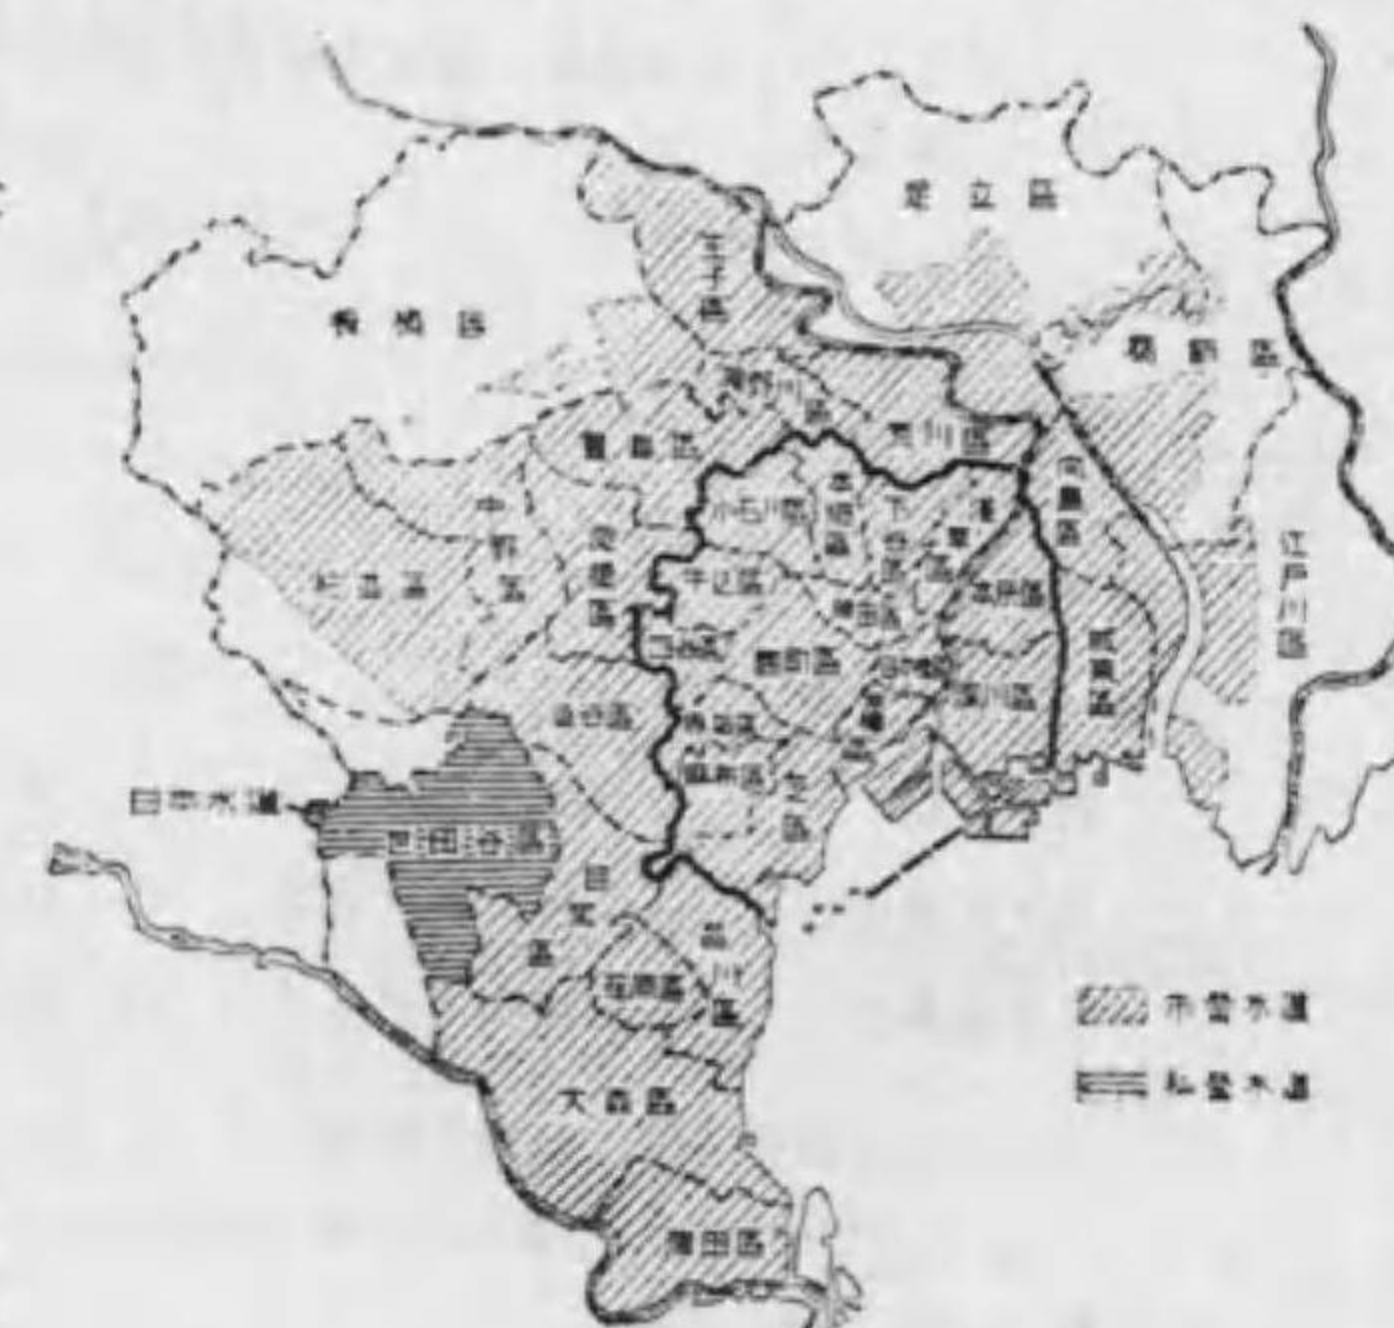 足立區
王子區
板橋區
葛飾區
瀧野川區
荒川區
豐島區
向島區
中野區
淀橋區
小石川區
本鄉區
下谷區
淺草區
杉並區
牛込區
神田區
本所區
江戸川區
四谷區
麴町區
日本橋區
城東區
澁谷區
深川區
赤坂區
京橋區
麻布區
芝區
日本水道
世田谷區
目黑區
品川區
荏原區
大森區
蒲田區
市營水道
私營水道